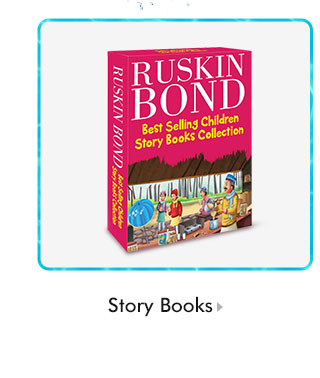 RUSKIN
BOND
Best Selling Children
Story Books Collection
RUSKIN BOND
Best Selling Children
Story Books Collection
Story Books